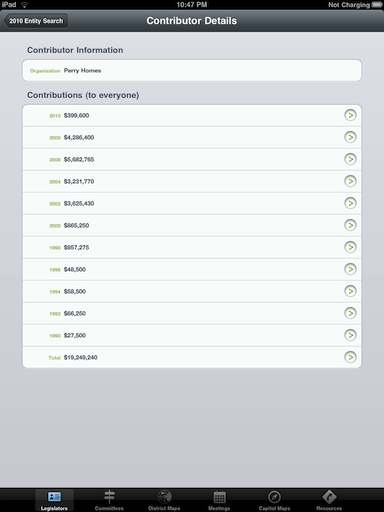 iPad 10:47 PM Not Charging
2010 Entity Search Contributor Details
Contributor Information
Organization Perry Homes
Contributions (to everyone)
2010 $399,600
2008 $4,286,400
2006 $5,682,765
2004 $3,231,770
2002 $3,625,430
2000 $865,250
1998 $957,275
1996 $48,500
1994 $58,500
1992 $66,250
1990 $27,500
Total $19,249,240
Legislators Committees District Maps Meetings Capitol Maps Resources